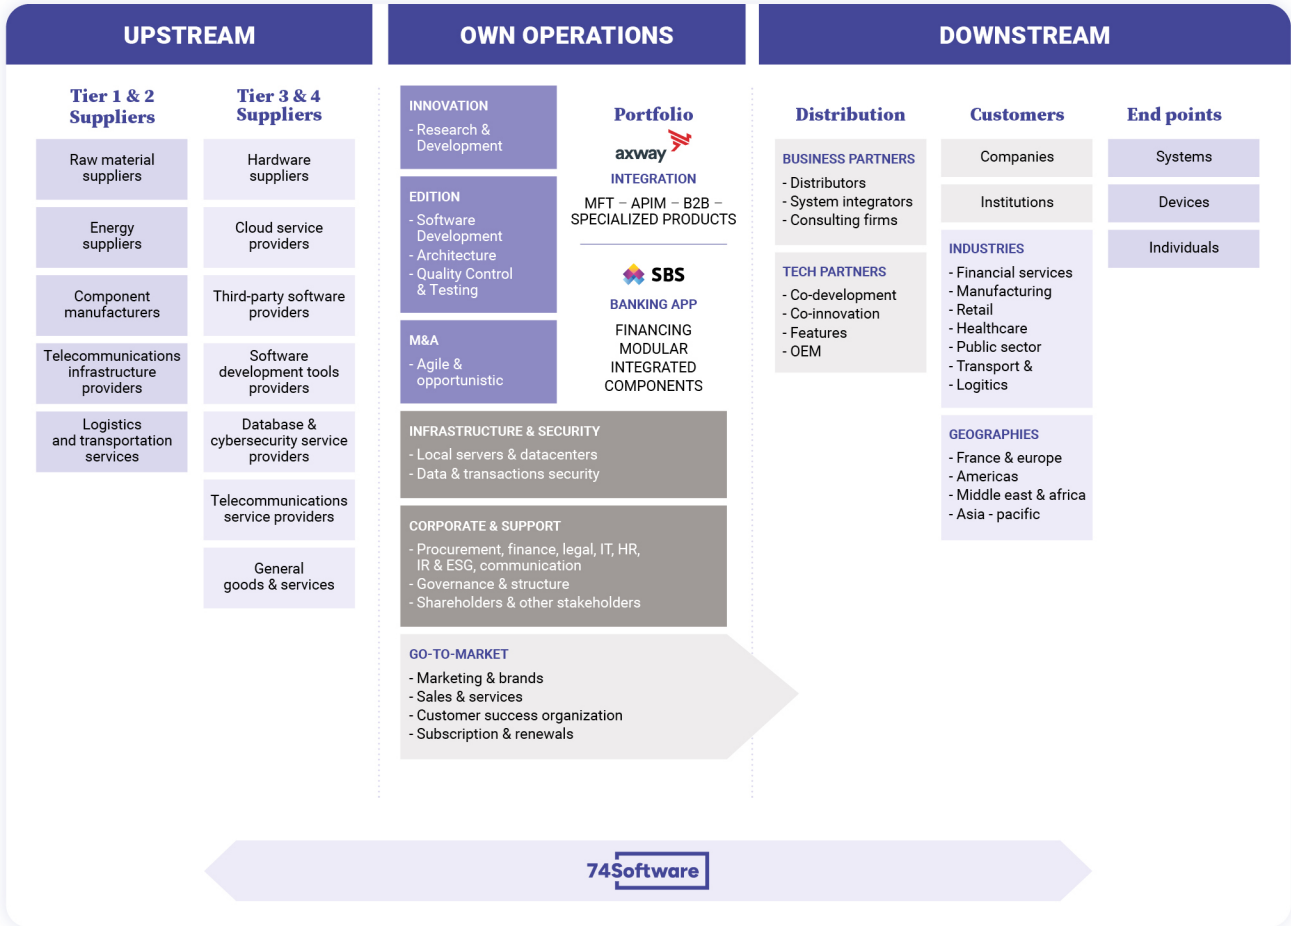 UPSTREAM
Tier 1 & 2
Suppliers
Raw material
suppliers
Energy
suppliers
Component
manufacturers
Telecommunications
infrastructure
providers
Logistics
and transportation
services
Tier 3 & 4
Suppliers
Hardware
suppliers
Cloud service
providers
Third-party software
providers
Software
development tools
providers
Database &
cybersecurity service
providers
Telecommunications
service providers
General
goods & services
OWN OPERATIONS
INNOVATION
- Research &
Development
EDITION
- Software
Development
- Architecture
- Quality Control
& Testing
M&A
- Agile &
opportunistic
Portfolio
axway
INTEGRATION
MFT – APIM – B2B –
SPECIALIZED PRODUCTS
SBS
BANKING APP
FINANCING
MODULAR
INTEGRATED
COMPONENTS
INFRASTRUCTURE & SECURITY
- Local servers & datacenters
- Data & transactions security
CORPORATE & SUPPORT
- Procurement, finance, legal, IT, HR,
IR & ESG, communication
- Governance & structure
- Shareholders & other stakeholders
GO-TO-MARKET
- Marketing & brands
- Sales & services
- Customer success organization
- Subscription & renewals
DOWNSTREAM
Distribution
BUSINESS PARTNERS
- Distributors
- System integrators
- Consulting firms
TECH PARTNERS
- Co-development
- Co-innovation
- Features
- OEM
Customers
Companies
Institutions
INDUSTRIES
- Financial services
- Manufacturing
- Retail
- Healthcare
- Public sector
- Transport &
- Logitics
GEOGRAPHIES
- France & europe
- Americas
- Middle east & africa
- Asia - pacific
End points
Systems
Devices
Individuals
74Software